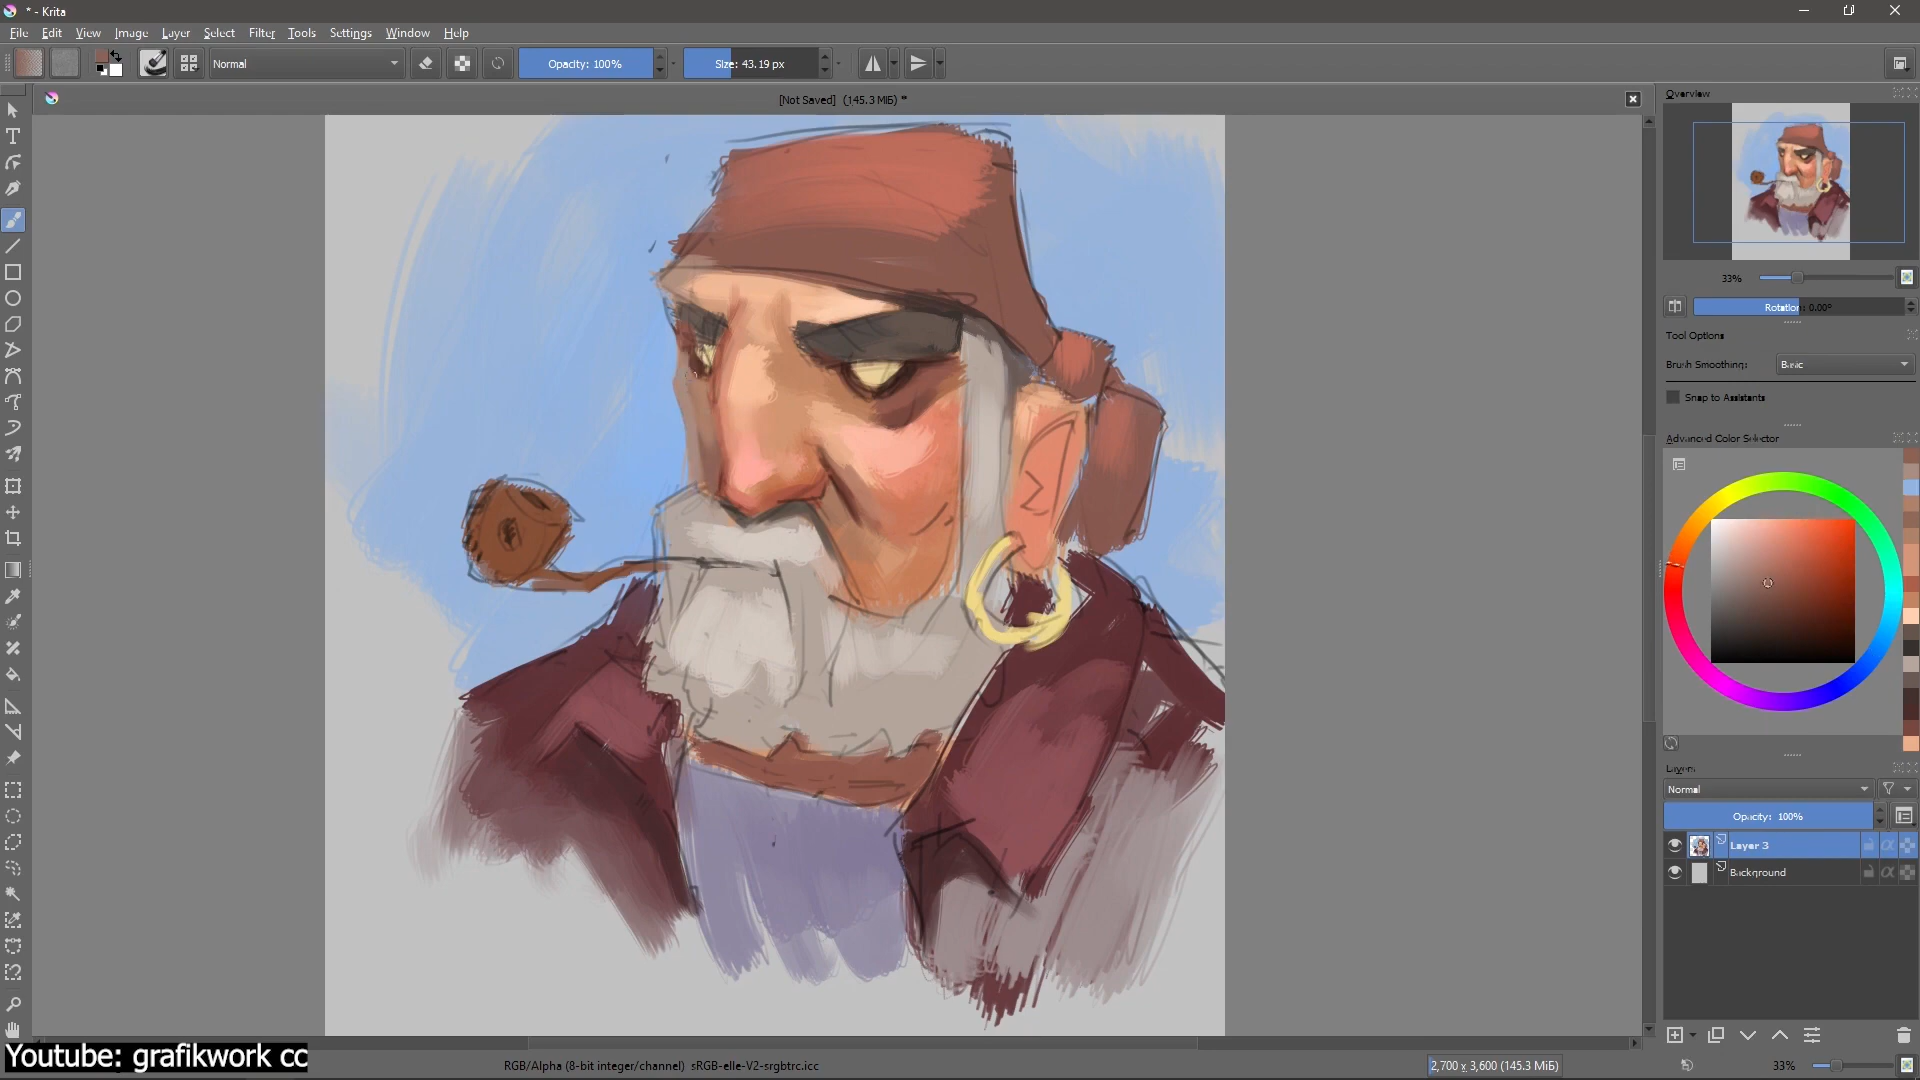 * - Krita
File Edit View Image Layer Select Filter Tools Settings Window Help
Normal Opacity: 100% Size: 43.19 px
[Not Saved] (145.3 MiB) *
Overview
33%
Rotation: 0.00°
Tool Options
Brush Smoothing: Basic
Snap to Assistants
Advanced Color Selector
Layers
Normal
Opacity: 100%
Layer 3
Background
Youtube: grafikwork cc
RGB/Alpha (8-bit integer/channel) sRGB-elle-V2-srgbtrc.icc
2,700 x 3,600 (145.3 MiB)
33%